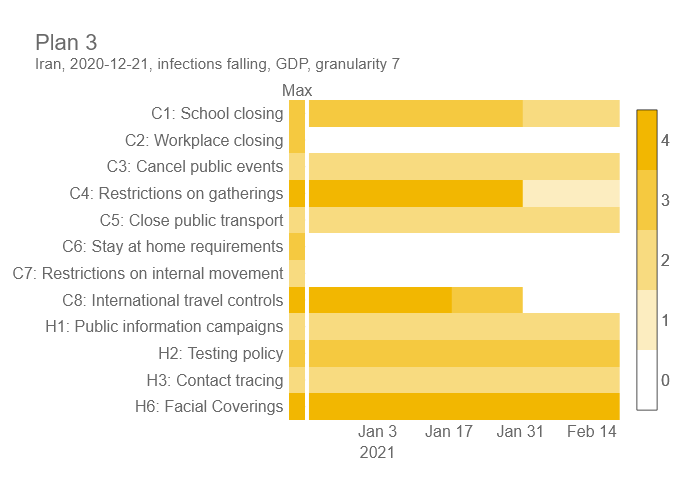 Plan 3
Iran, 2020-12-21, infections falling, GDP, granularity 7
Max
C1: School closing
C2: Workplace closing
C3: Cancel public events
C4: Restrictions on gatherings
C5: Close public transport
C6: Stay at home requirements
C7: Restrictions on internal movement
C8: International travel controls
H1: Public information campaigns
H2: Testing policy
H3: Contact tracing
H6: Facial Coverings
Jan 3 Jan 17 Jan 31 Feb 14
2021
4
3
2
1
0